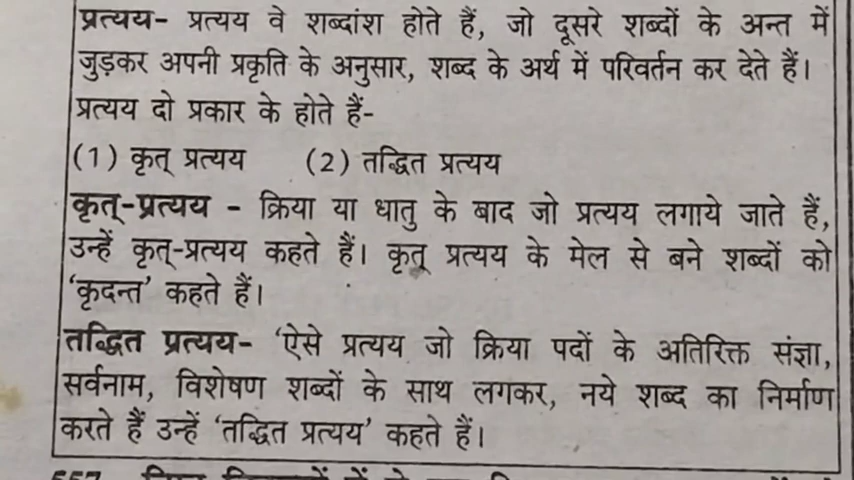 प्रत्यय- प्रत्यय वे शब्दांश होते हैं, जो दूसरे शब्दों के अन्त में
जुड़कर अपनी प्रकृति के अनुसार, शब्द के अर्थ में परिवर्तन कर देते हैं।
प्रत्यय दो प्रकार के होते हैं-
(1) कृत् प्रत्यय (2) तद्धित प्रत्यय
कृत्-प्रत्यय - क्रिया या धातु के बाद जो प्रत्यय लगाये जाते हैं,
उन्हें कृत्-प्रत्यय कहते हैं। कृत् प्रत्यय के मेल से बने शब्दों को
‘कृदन्त’ कहते हैं।
तद्धित प्रत्यय- ‘ऐसे प्रत्यय जो क्रिया पदों के अतिरिक्त संज्ञा,
सर्वनाम, विशेषण शब्दों के साथ लगकर, नये शब्द का निर्माण
करते हैं उन्हें ‘तद्धित प्रत्यय’ कहते हैं।